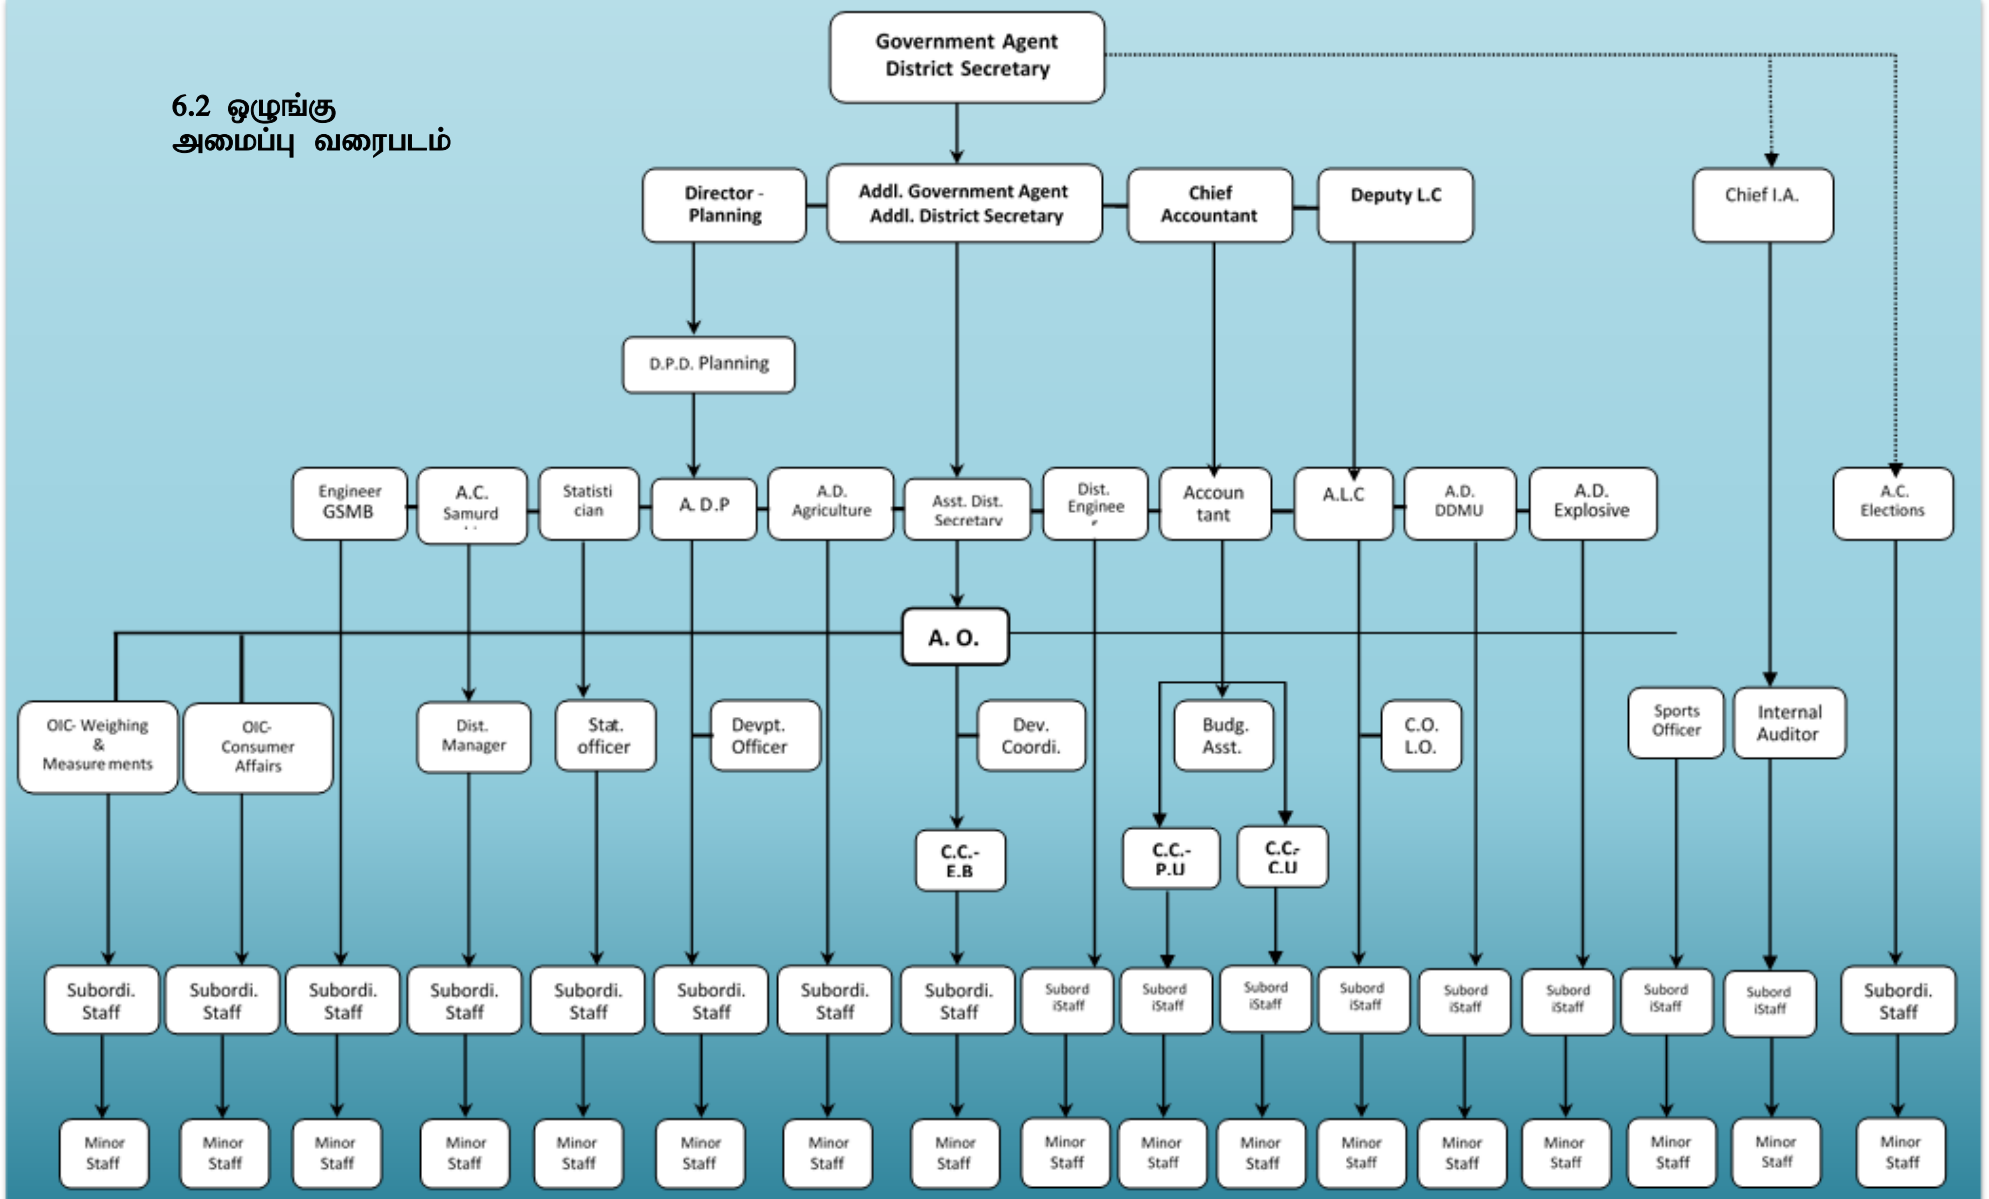 Government Agent
District Secretary
6.2 ஒழுங்கு
அமைப்பு வரைபடம்
Director -
Planning
Addl. Government Agent
Addl. District Secretary
Chief
Accountant
Deputy L.C
Chief I.A.
D.P.D. Planning
Engineer
GSMB
A.C.
Samurd
Statisti
cian
A. D.P
A.D.
Agriculture
Asst. Dist.
Secretary
Dist.
Enginee
r
Accoun
tant
A.L.C
A.D.
DDMU
A.D.
Explosive
A.C.
Elections
A. O.
OIC- Weighing
&
Measurements
OIC-
Consumer
Affairs
Dist.
Manager
Stat.
officer
Devpt.
Officer
Dev.
Coordi.
Budg.
Asst.
C.O.
L.O.
Sports
Officer
Internal
Auditor
C.C.-
E.B
C.C.-
P.U
C.C.-
C.U
Subordi.
Staff
Subordi.
Staff
Subordi.
Staff
Subordi.
Staff
Subordi.
Staff
Subordi.
Staff
Subordi.
Staff
Subordi.
Staff
Subord
iStaff
Subord
iStaff
Subord
iStaff
Subord
iStaff
Subord
iStaff
Subord
iStaff
Subord
iStaff
Subord
iStaff
Subordi.
Staff
Minor
Staff
Minor
Staff
Minor
Staff
Minor
Staff
Minor
Staff
Minor
Staff
Minor
Staff
Minor
Staff
Minor
Staff
Minor
Staff
Minor
Staff
Minor
Staff
Minor
Staff
Minor
Staff
Minor
Staff
Minor
Staff
Minor
Staff